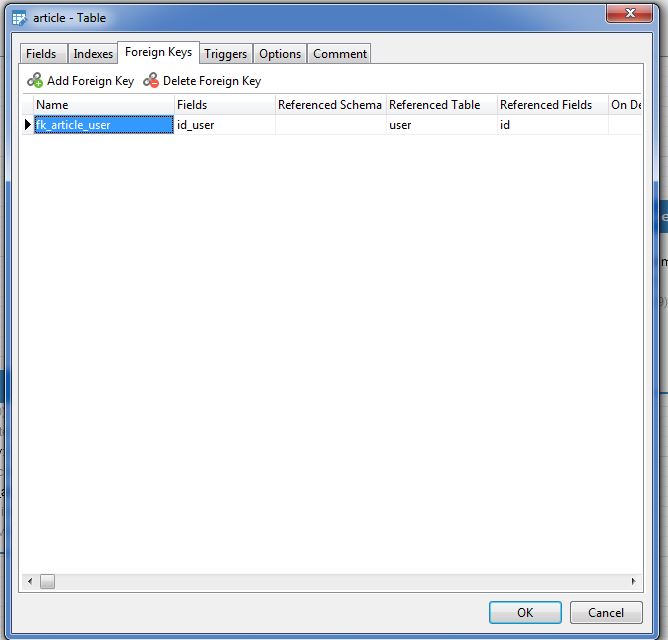 article - Table
Fields Indexes Foreign Keys Triggers Options Comment
Add Foreign Key Delete Foreign Key
Name Fields Referenced Schema Referenced Table Referenced Fields On De
fk_article_user id_user user id
OK Cancel